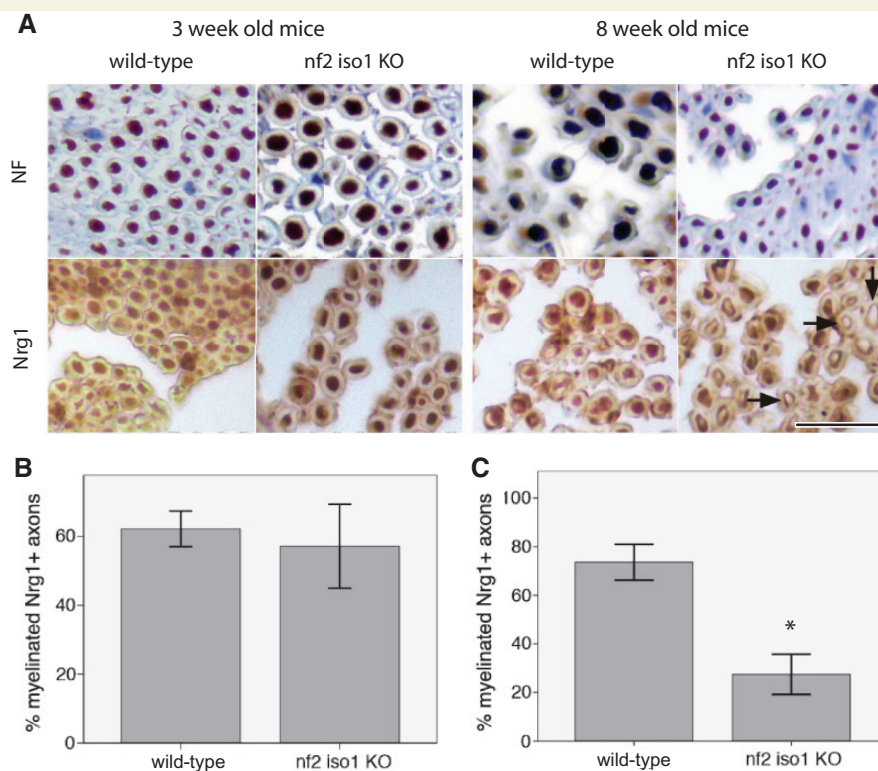 A
3 week old mice
8 week old mice
wild-type
nf2 iso1 KO
wild-type
nf2 iso1 KO
NF
Nrg1
B
% myelinated Nrg1+ axons
60
40
20
0
wild-type
nf2 iso1 KO
C
% myelinated Nrg1+ axons
100
80
60
40
20
0
*
wild-type
nf2 iso1 KO